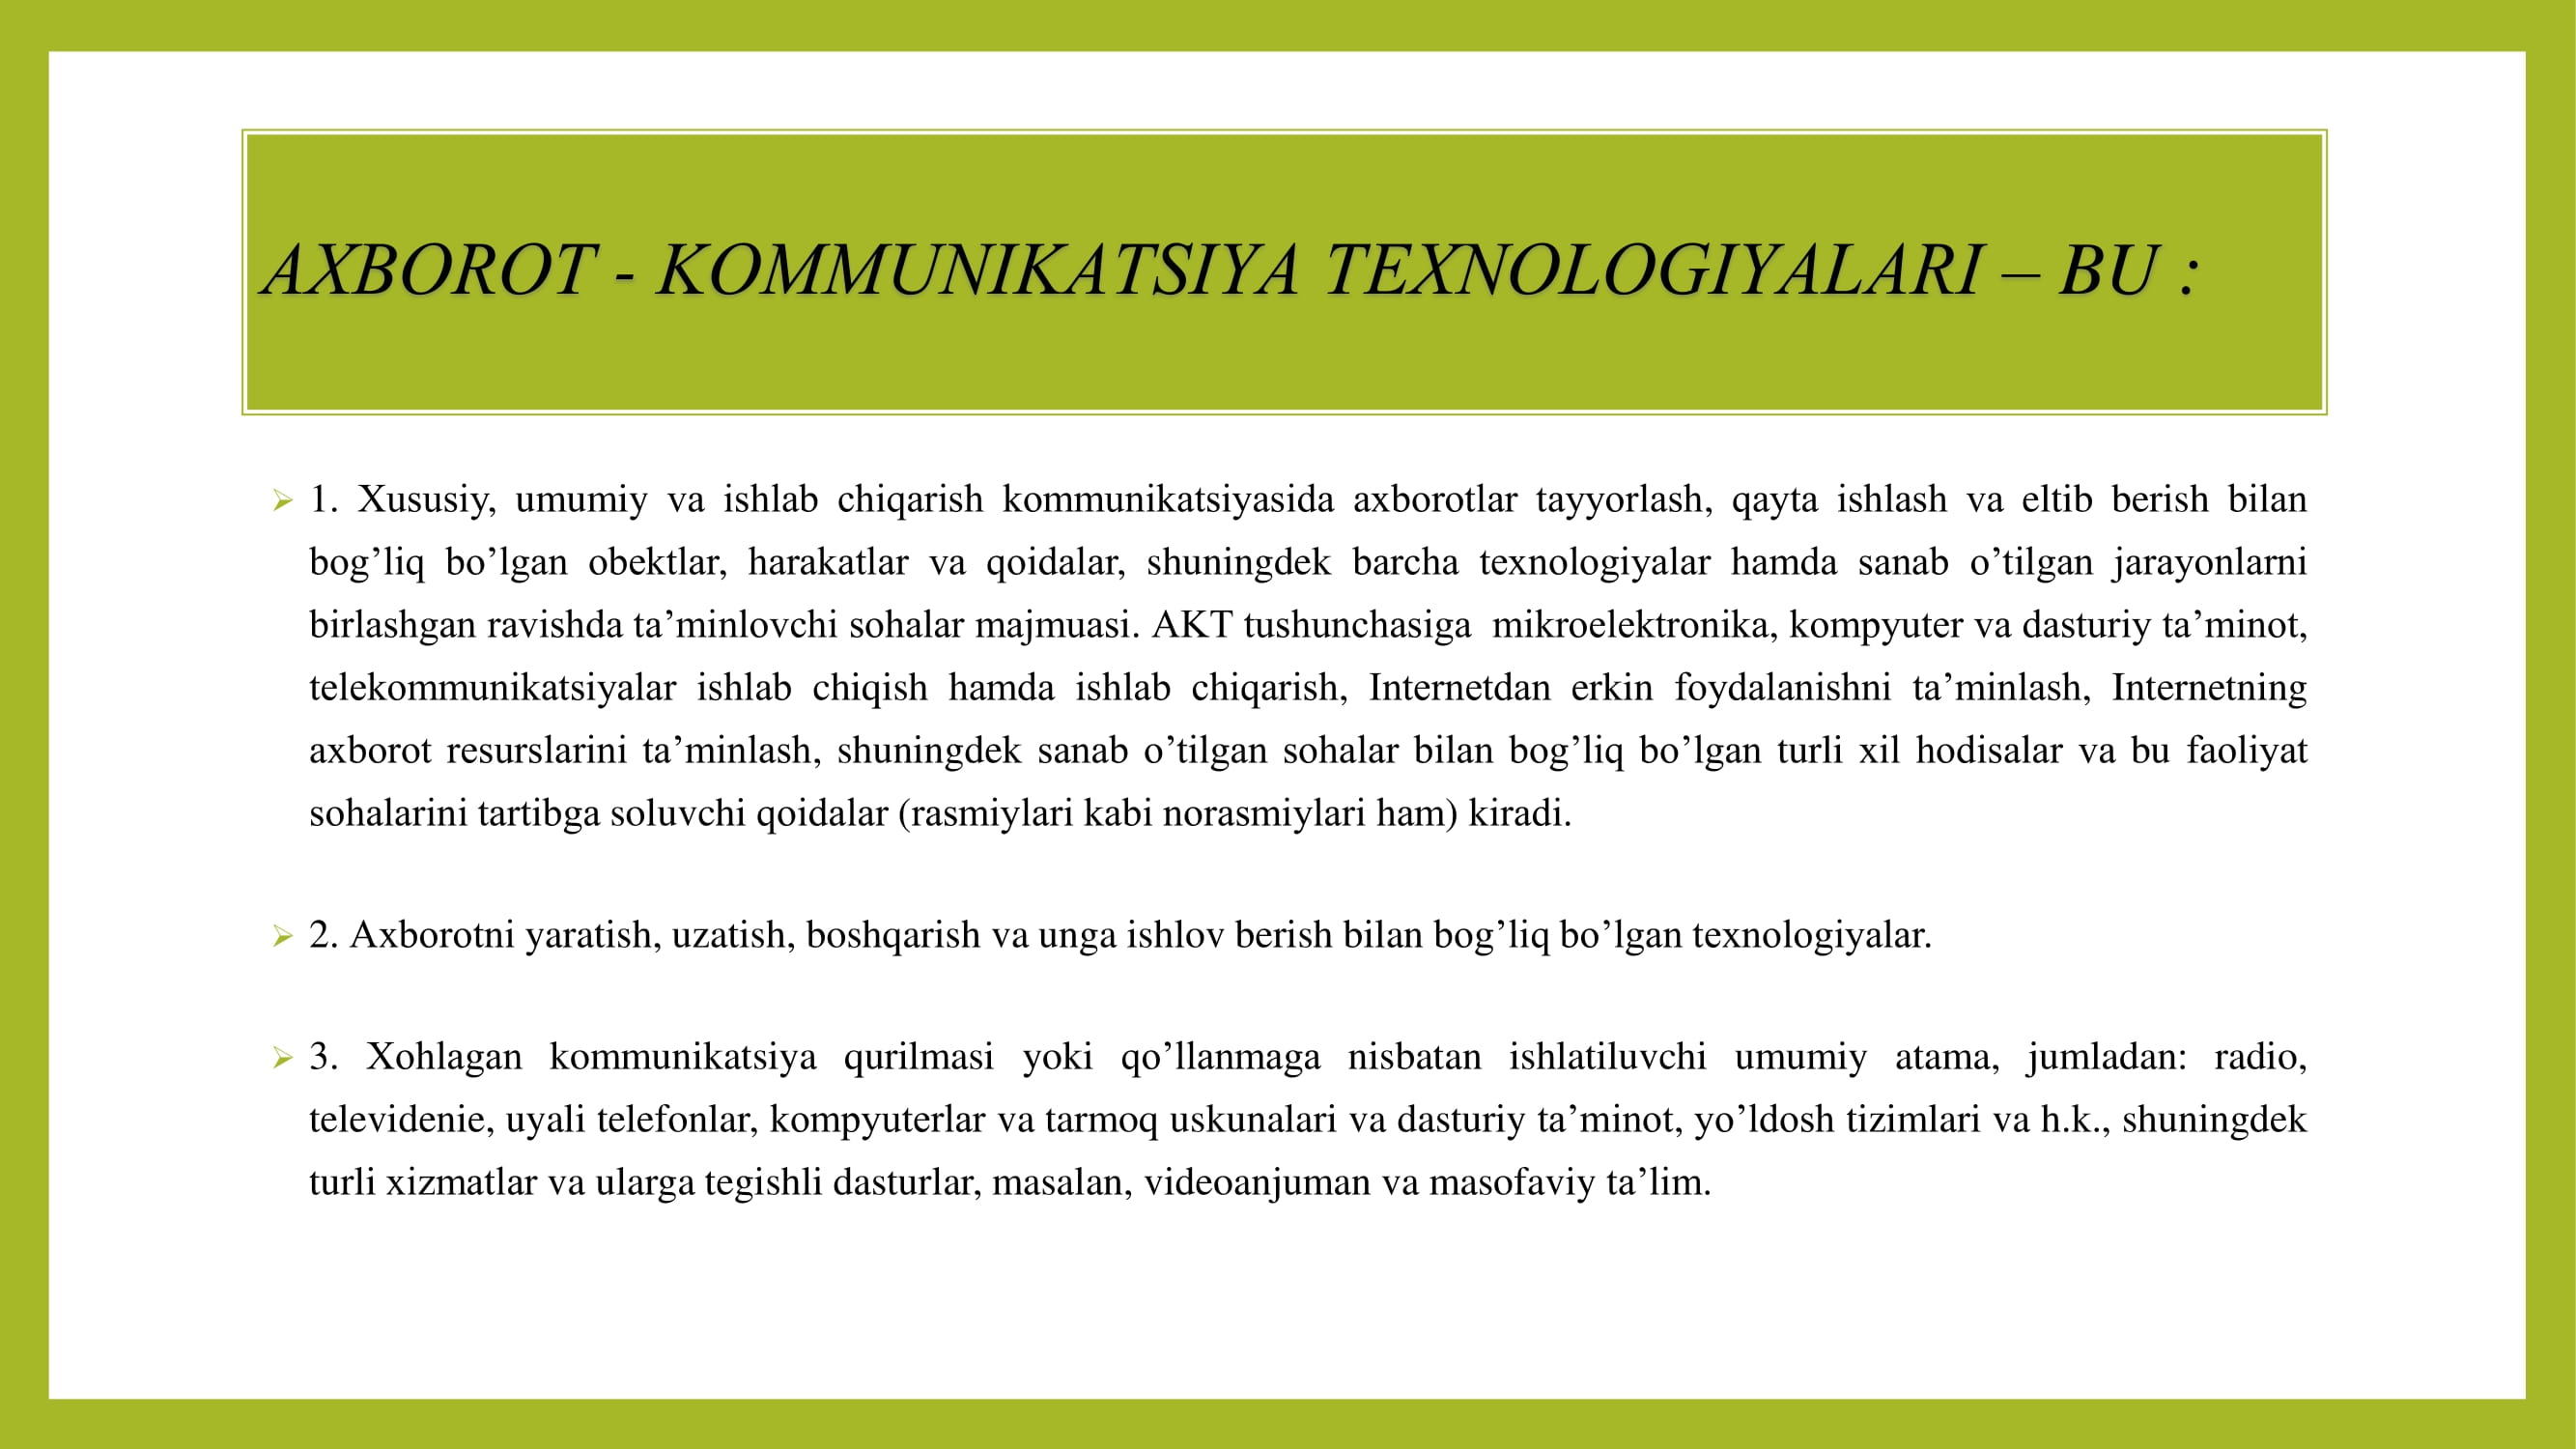 AXBOROT - KOMMUNIKATSIYA TEXNOLOGIYALARI – BU :
1. Xususiy, umumiy va ishlab chiqarish kommunikatsiyasida axborotlar tayyorlash, qayta ishlash va eltib berish bilan
bog’liq bo’lgan obektlar, harakatlar va qoidalar, shuningdek barcha texnologiyalar hamda sanab o’tilgan jarayonlarni
birlashgan ravishda ta’minlovchi sohalar majmuasi. AKT tushunchasiga  mikroelektronika, kompyuter va dasturiy ta’minot,
telekommunikatsiyalar ishlab chiqish hamda ishlab chiqarish, Internetdan erkin foydalanishni ta’minlash, Internetning
axborot resurslarini ta’minlash, shuningdek sanab o’tilgan sohalar bilan bog’liq bo’lgan turli xil hodisalar va bu faoliyat
sohalarini tartibga soluvchi qoidalar (rasmiylari kabi norasmiylari ham) kiradi.
2. Axborotni yaratish, uzatish, boshqarish va unga ishlov berish bilan bog’liq bo’lgan texnologiyalar.
3. Xohlagan kommunikatsiya qurilmasi yoki qo’llanmaga nisbatan ishlatiluvchi umumiy atama, jumladan: radio,
televidenie, uyali telefonlar, kompyuterlar va tarmoq uskunalari va dasturiy ta’minot, yo’ldosh tizimlari va h.k., shuningdek
turli xizmatlar va ularga tegishli dasturlar, masalan, videoanjuman va masofaviy ta’lim.